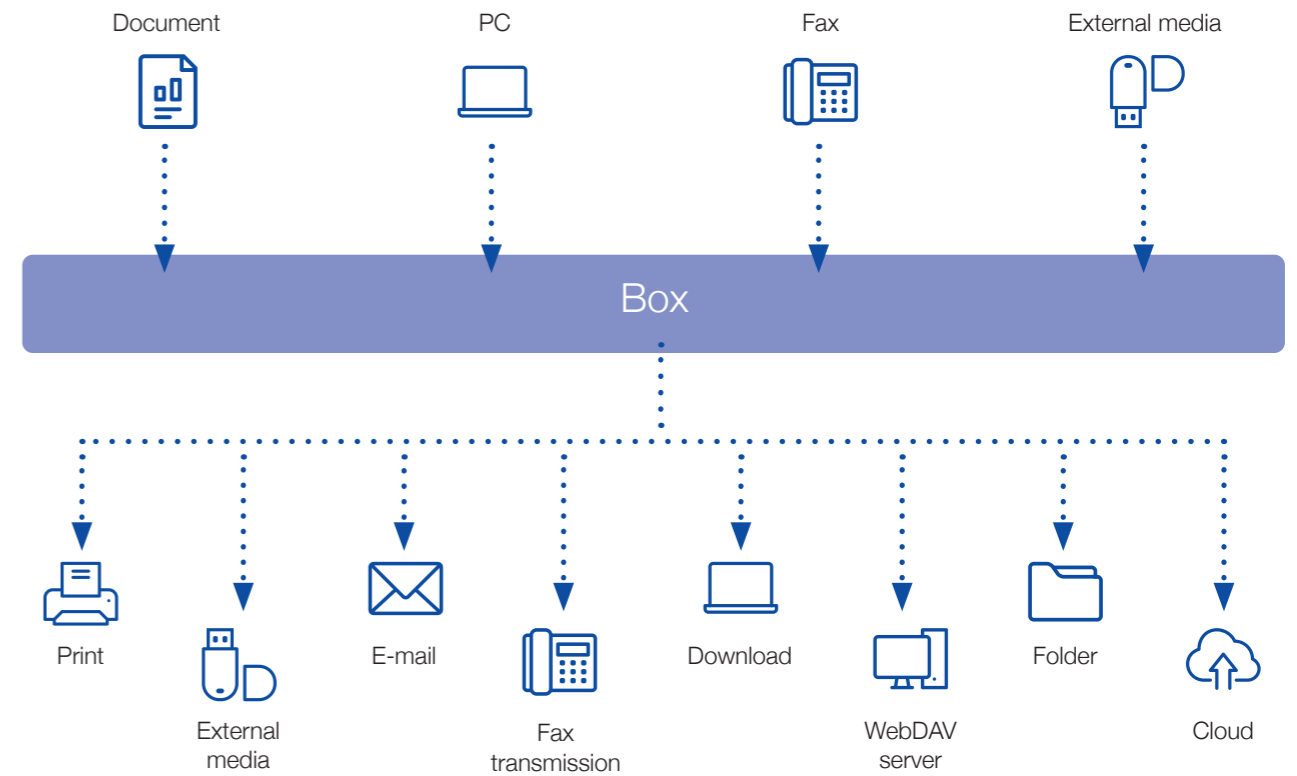 Document
PC
Fax
External media
Box
Print
External
media
E-mail
Fax
transmission
Download
WebDAV
server
Folder
Cloud